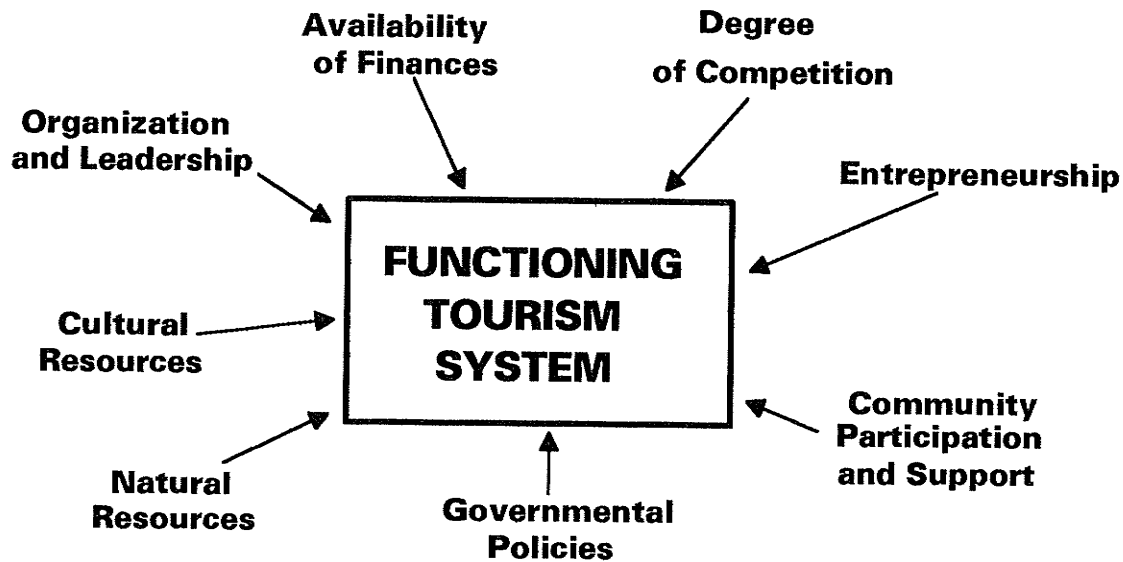 Availability
of Finances
Degree
of Competition
Organization
and Leadership
Entrepreneurship
FUNCTIONING
TOURISM
SYSTEM
Cultural
Resources
Community
Participation
and Support
Natural
Resources
Governmental
Policies